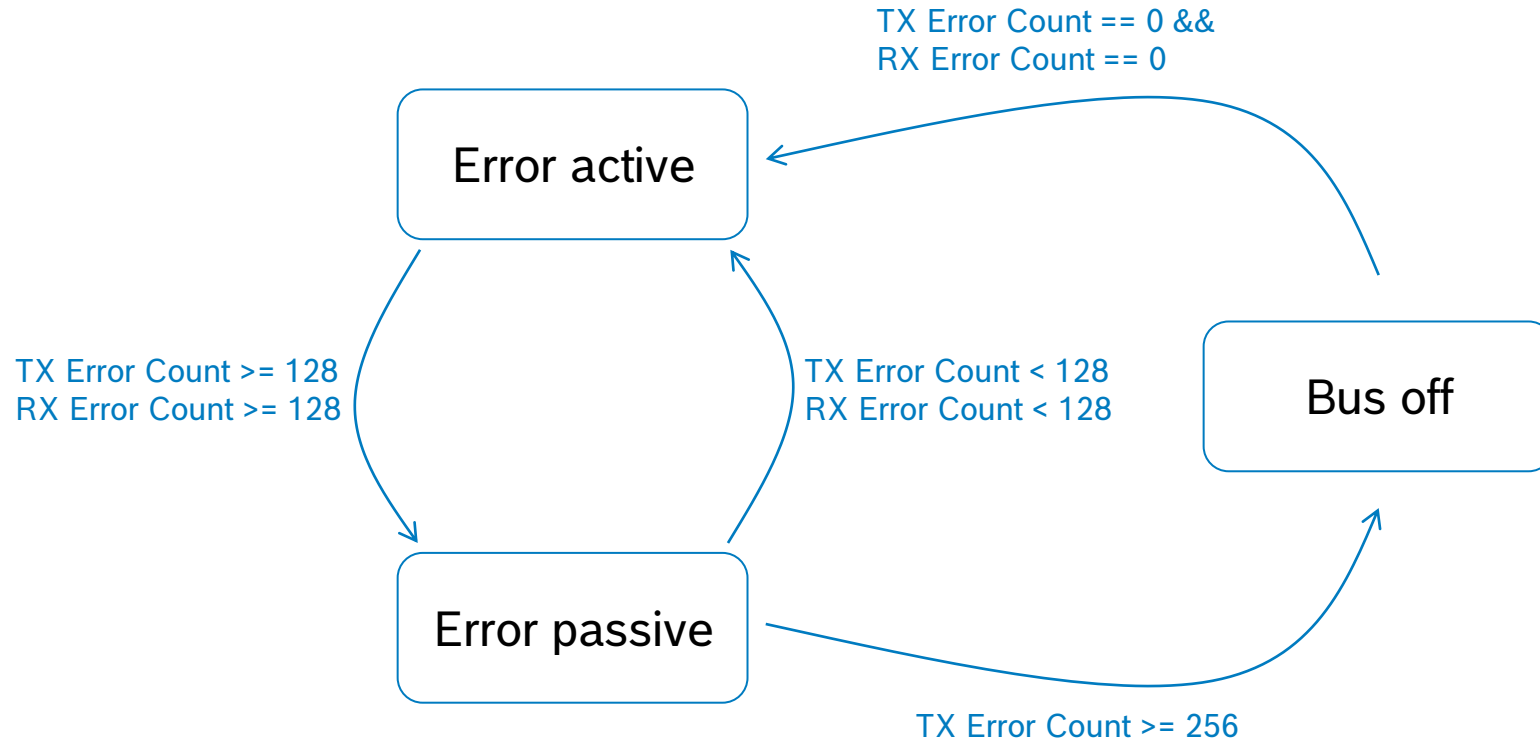 TX Error Count == 0 &&
RX Error Count == 0
Error active
TX Error Count >= 128
RX Error Count >= 128
TX Error Count < 128
RX Error Count < 128
Bus off
Error passive
TX Error Count >= 256